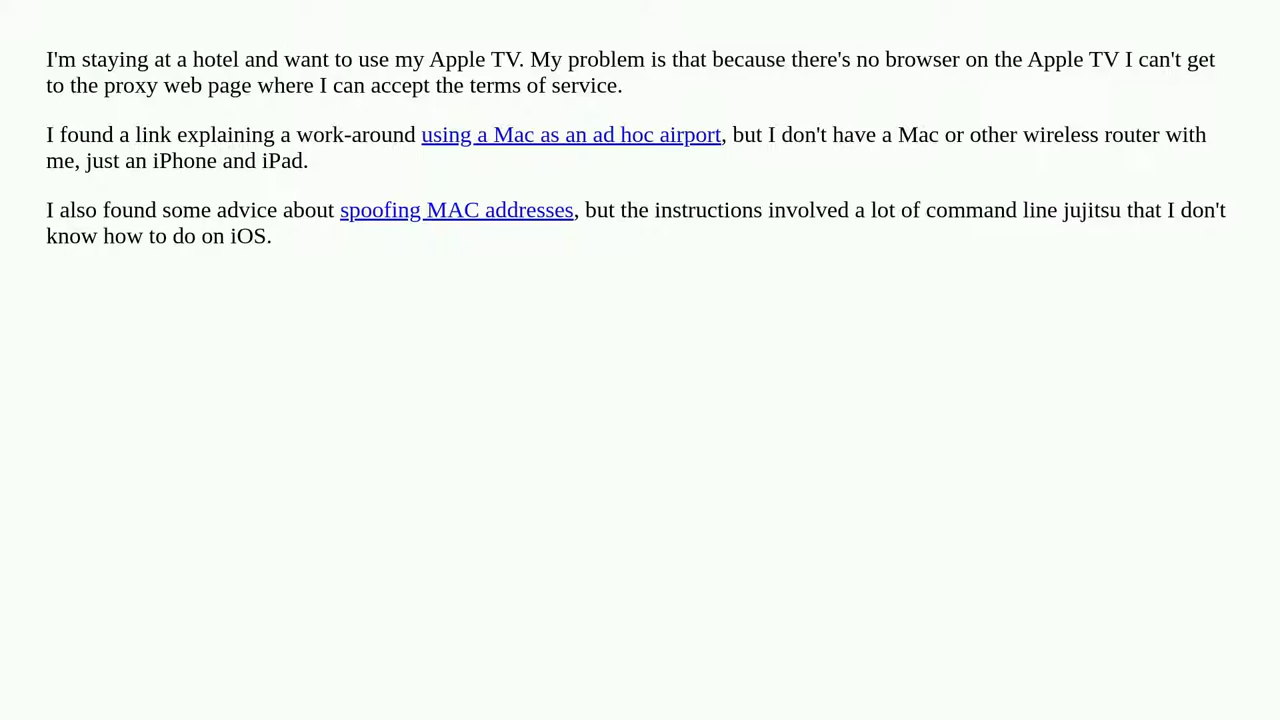 I'm staying at a hotel and want to use my Apple TV. My problem is that because there's no browser on the Apple TV I can't get
to the proxy web page where I can accept the terms of service.
I found a link explaining a work-around using a Mac as an ad hoc airport, but I don't have a Mac or other wireless router with
me, just an iPhone and iPad.
I also found some advice about spoofing MAC addresses, but the instructions involved a lot of command line jujitsu that I don't
know how to do on iOS.